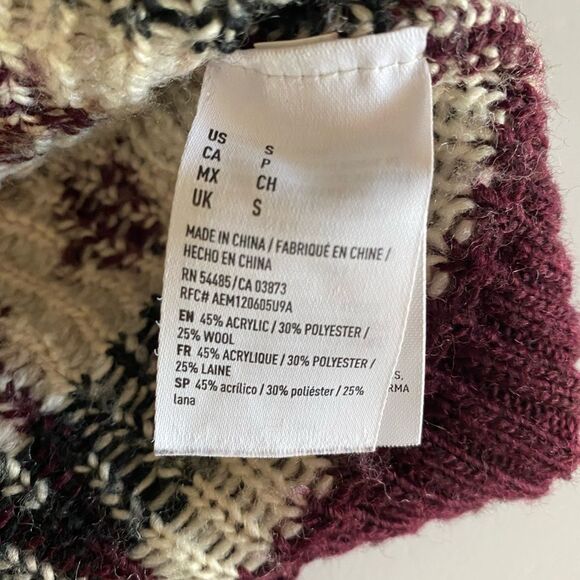 US S
CA P
MX CH
UK S
MADE IN CHINA / FABRIQUÉ EN CHINE /
HECHO EN CHINA
RN 54485/CA 03873
RFC# AEM120605U9A
EN 45% ACRYLIC / 30% POLYESTER /
25% WOOL
FR 45% ACRYLIQUE / 30% POLYESTER /
25% LAINE
SP 45% acrílico / 30% poliéster / 25%
lana
S,
RMA